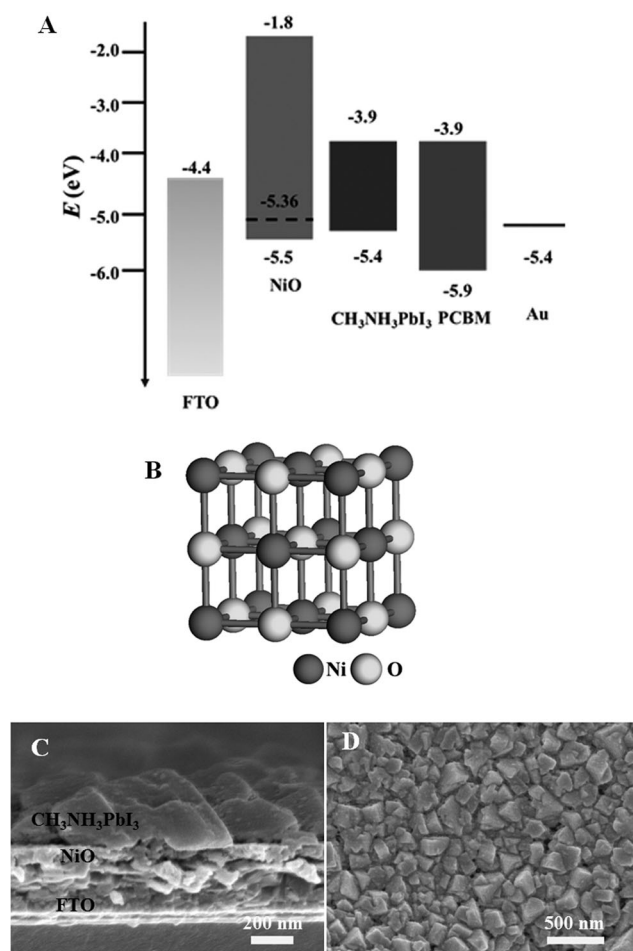 A
E (eV)
-2.0
-3.0
-4.0
-5.0
-6.0
-4.4
FTO
-1.8
-5.36
-5.5
NiO
-3.9
-5.4
CH₃NH₃PbI₃
-3.9
-5.9
PCBM
-5.4
Au
B
Ni
O
C
CH₃NH₃PbI₃
NiO
FTO
200 nm
D
500 nm